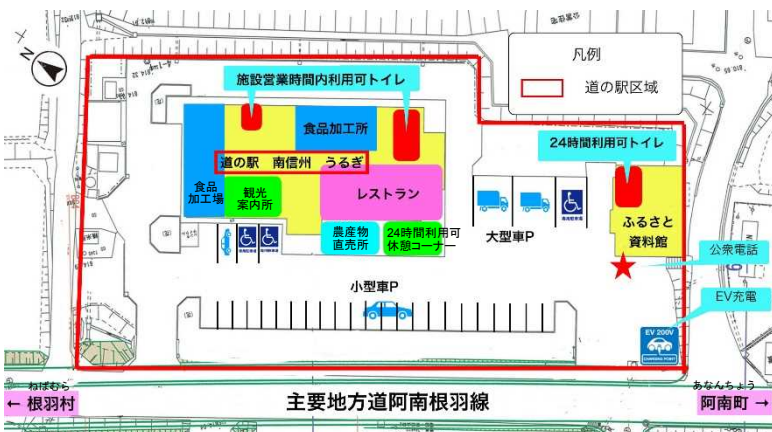 凡例
道の駅区域
N
施設営業時間内利用可トイレ
食品加工所
24時間利用可トイレ
道の駅 南信州 うるぎ
食品
加工場
観光
案内所
レストラン
ふるさと
資料館
農産物
直売所
24時間利用可
休憩コーナー
大型車P
公衆電話
小型車P
EV充電
EV 200V
CHARGING POINT
ねばむら
← 根羽村
主要地方道阿南根羽線
あなんちょう
阿南町 →